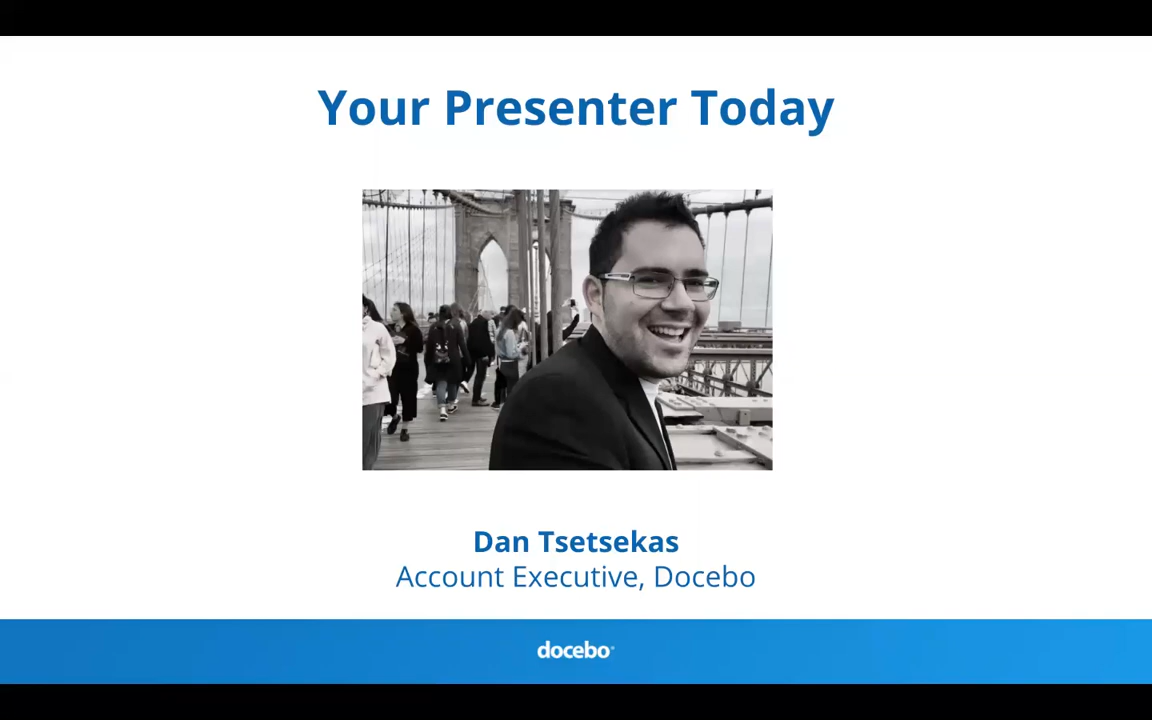 Your Presenter Today
Dan Tsetsekas
Account Executive, Docebo
docebo